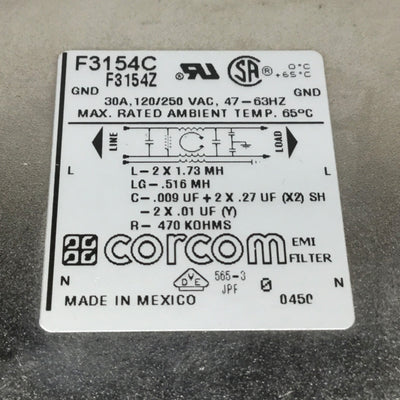 F3154C
F3154Z
0°C
+65°C
GND
GND
30A, 120/250 VAC, 47-63HZ
MAX. RATED AMBIENT TEMP. 65ºC
LINE
LOAD
L
L
L-2 X 1.73 MH
LG-.516 MH
C-.009 UF + 2 X .27 UF (X2) SH
-2 X .01 UF (Y)
R- 470 KOHMS
corcom EMI FILTER
N
N
565-3
JPF
MADE IN MEXICO
0450